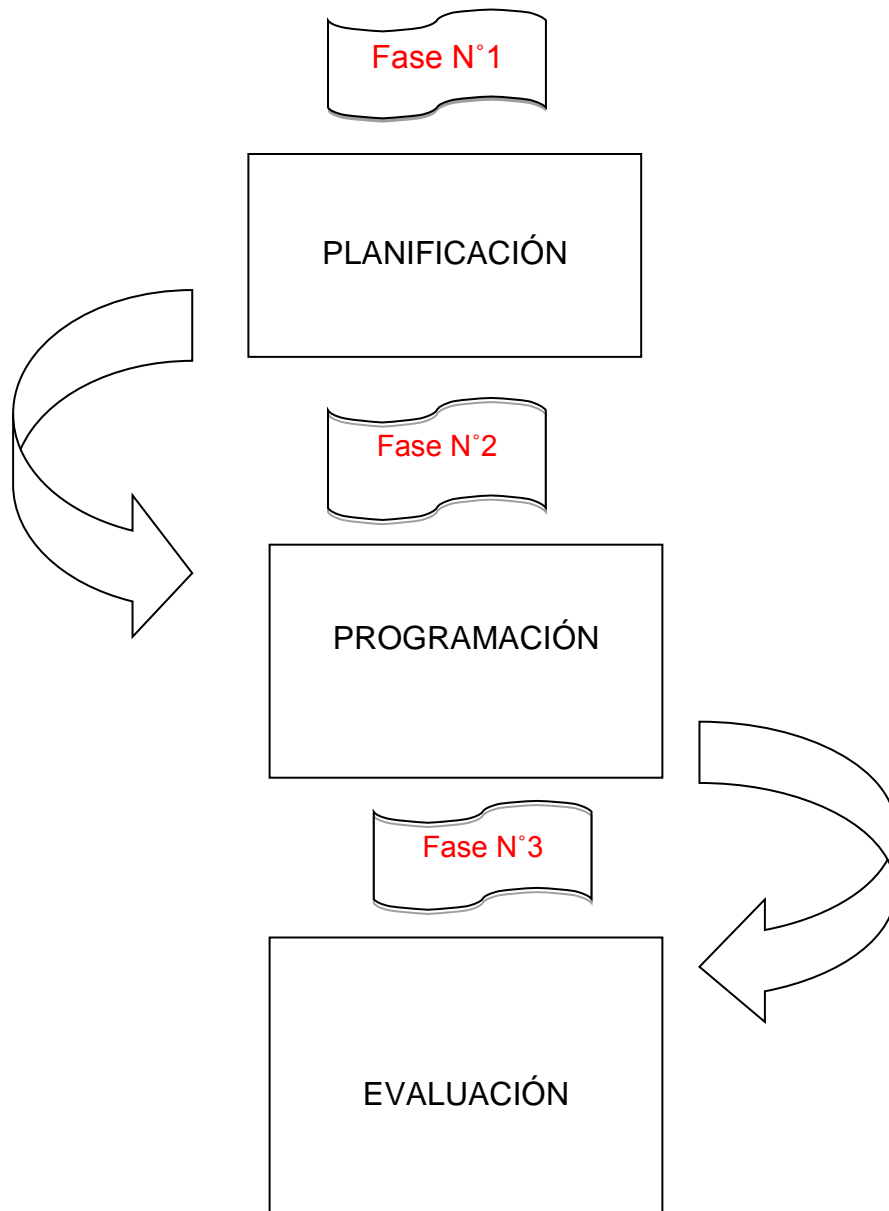 Fase N°1
PLANIFICACIÓN
Fase N°2
PROGRAMACIÓN
Fase N°3
EVALUACIÓN